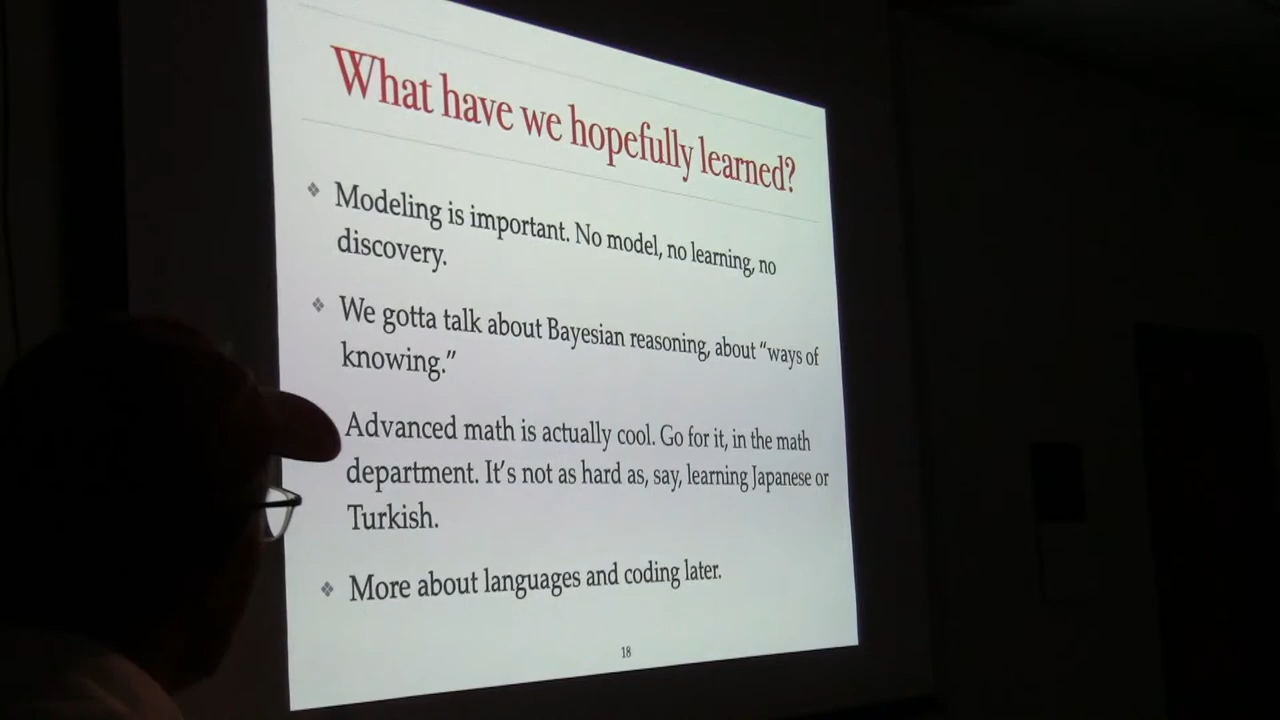 What have we hopefully learned?
Modeling is important. No model, no learning, no
discovery.
We gotta talk about Bayesian reasoning, about “ways of
knowing.”
Advanced math is actually cool. Go for it, in the math
department. It’s not as hard as, say, learning Japanese or
Turkish.
More about languages and coding later.
18